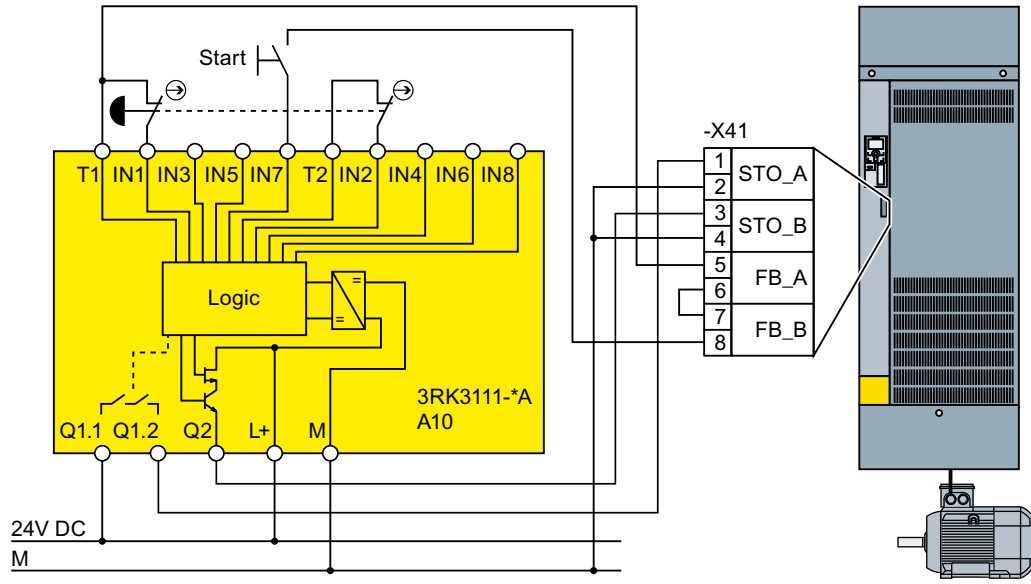 Start
-X41
1
STO_A
2
3
STO_B
4
5
FB_A
6
7
FB_B
8
T1 IN1 IN3 IN5 IN7 T2 IN2 IN4 IN6 IN8
Logic
=
=
3RK3111-*A
A10
Q1.1 Q1.2 Q2 L+ M
24V DC
M